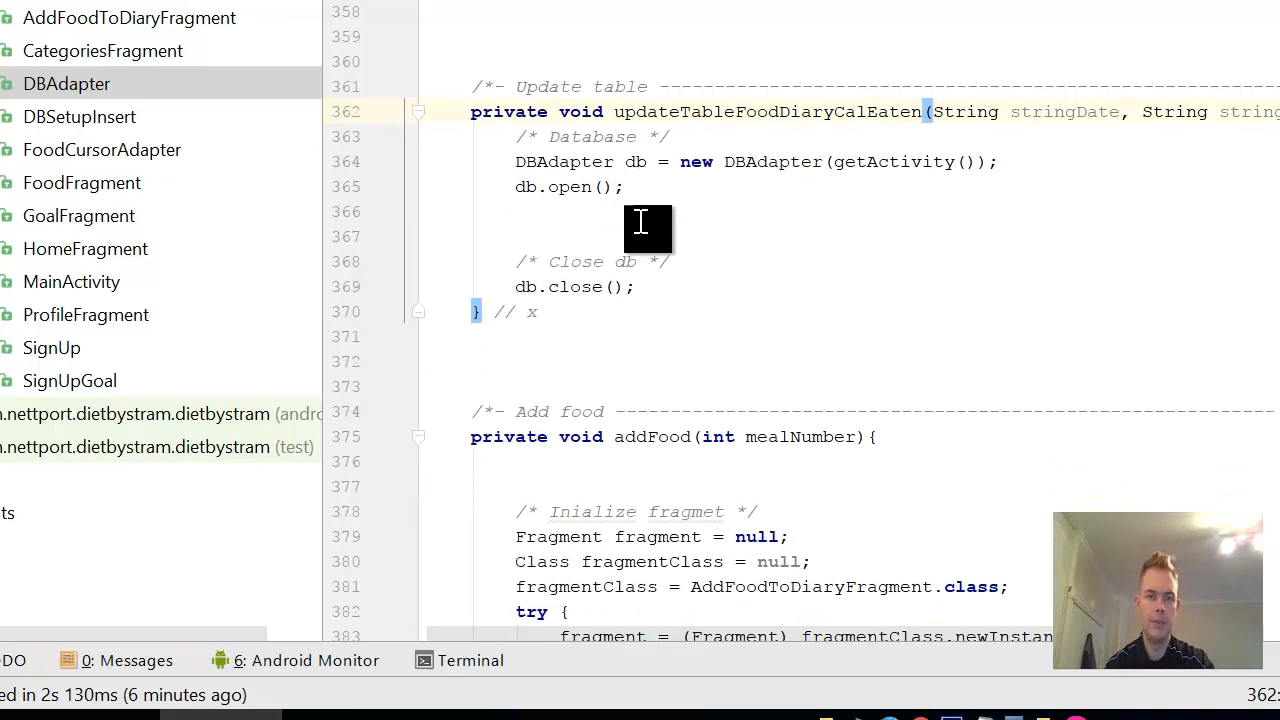 AddFoodToDiaryFragment
CategoriesFragment
DBAdapter
DBSetupInsert
FoodCursorAdapter
FoodFragment
GoalFragment
HomeFragment
MainActivity
ProfileFragment
SignUp
SignUpGoal
.nettport.dietbystram.dietbystram (andro
.nettport.dietbystram.dietbystram (test)
ts
358
359
360
361 /*- Update table ----------------------------------------------------------
362 private void updateTableFoodDiaryCalEaten(String stringDate, String string
363 /* Database */
364 DBAdapter db = new DBAdapter(getActivity());
365 db.open();
366
367
368 /* Close db */
369 db.close();
370 } // x
371
372
373
374 /*- Add food ------------------------------------------------------------
375 private void addFood(int mealNumber){
376
377
378 /* Inialize fragmet */
379 Fragment fragment = null;
380 Class fragmentClass = null;
381 fragmentClass = AddFoodToDiaryFragment.class;
382 try {
383 fragment = (Fragment) fragmentClass.newInstan
ODO 0: Messages 6: Android Monitor Terminal
ed in 2s 130ms (6 minutes ago) 362: